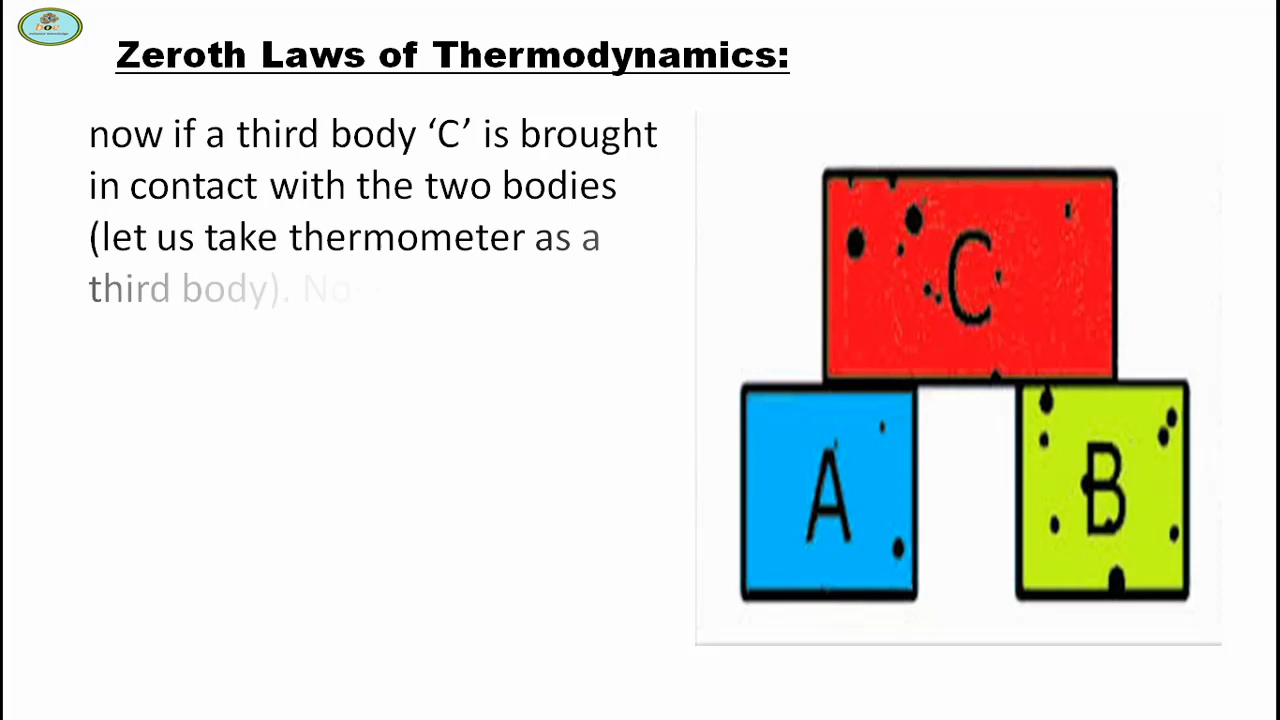 Zeroth Laws of Thermodynamics:
now if a third body ‘C’ is brought
in contact with the two bodies
(let us take thermometer as a
third body). No
C
A
B